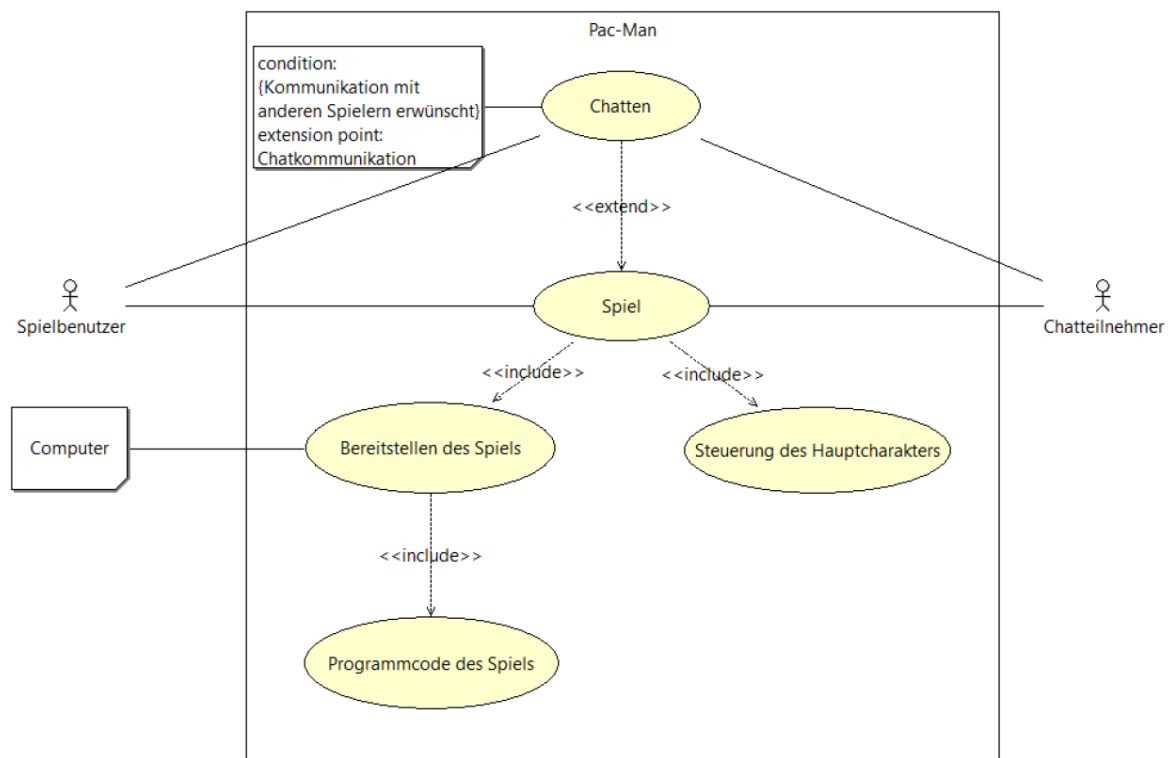 Pac-Man
condition:
{Kommunikation mit
anderen Spielern erwünscht}
extension point:
Chatkommunikation
Chatten
<<extend>>
Spielbenutzer
Spiel
Chatteilnehmer
<<include>>
<<include>>
Computer
Bereitstellen des Spiels
Steuerung des Hauptcharakters
<<include>>
Programmcode des Spiels